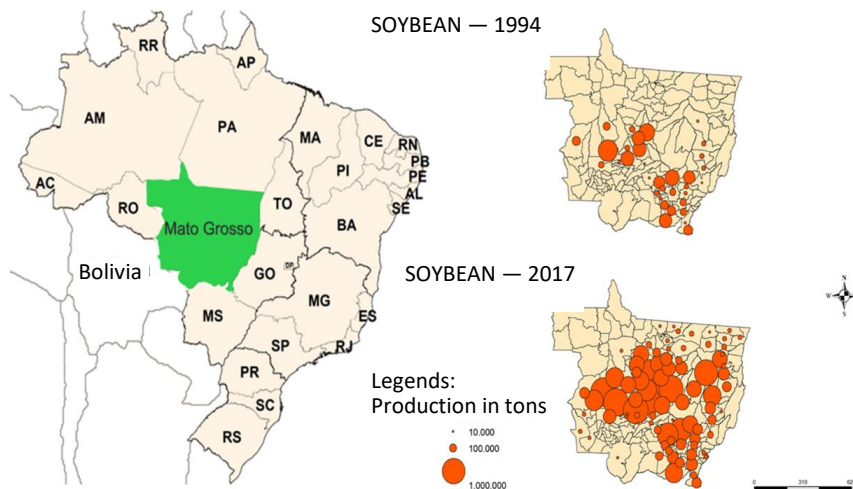 SOYBEAN — 1994
RR
AP
AM
PA
MA
CE
RN
PB
PE
PI
AL
SE
AC
RO
TO
BA
Mato Grosso
Bolivia
GO
DF
SOYBEAN — 2017
MG
MS
ES
SP
RJ
PR
SC
RS
Legends:
Production in tons
10.000
100.000
1.000.000
N
W
S
0 310 62